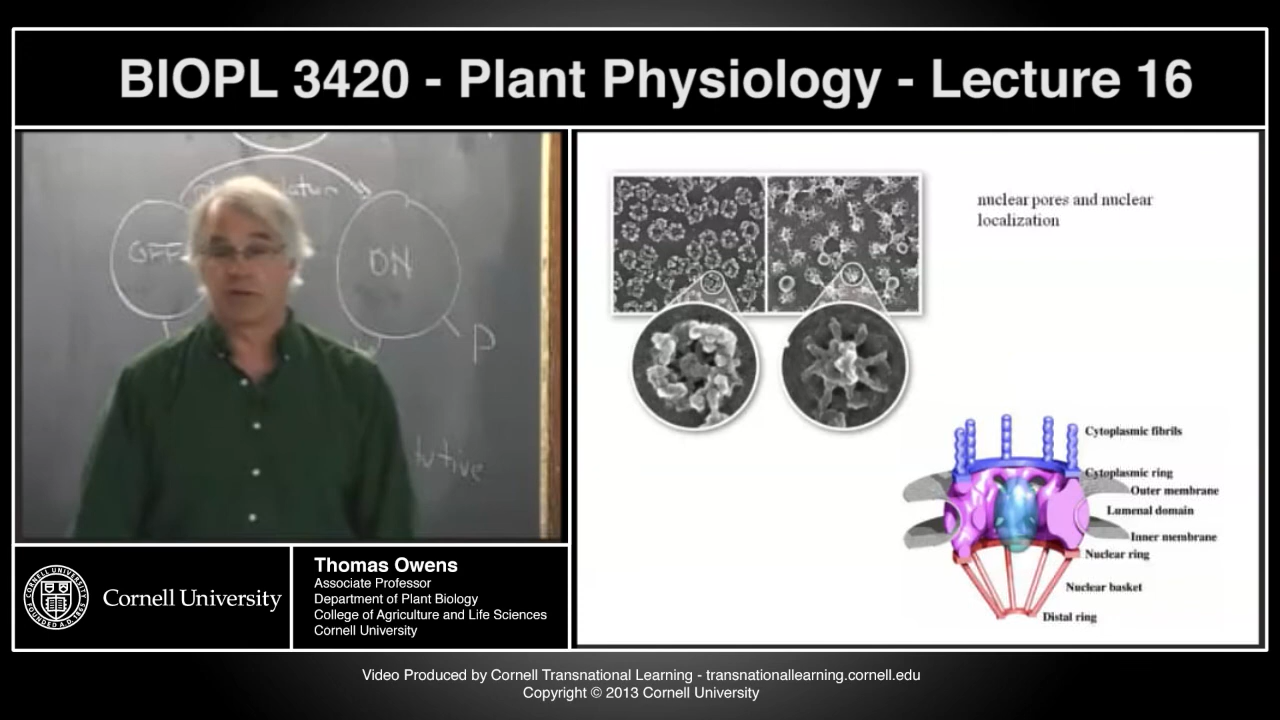 BIOPL 3420 - Plant Physiology - Lecture 16
OFF
ON
P
nuclear pores and nuclear
localization
Cytoplasmic fibrils
Cytoplasmic ring
Outer membrane
Lumenal domain
Inner membrane
Nuclear ring
Nuclear basket
Distal ring
Cornell University
Thomas Owens
Associate Professor
Department of Plant Biology
College of Agriculture and Life Sciences
Cornell University
Video Produced by Cornell Transnational Learning - transnationallearning.cornell.edu
Copyright © 2013 Cornell University